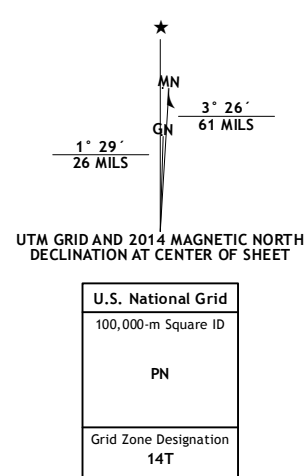 ★
MN
3° 26´
61 MILS
GN
1° 29´
26 MILS
UTM GRID AND 2014 MAGNETIC NORTH
DECLINATION AT CENTER OF SHEET
U.S. National Grid
100,000-m Square ID
PN
Grid Zone Designation
14T